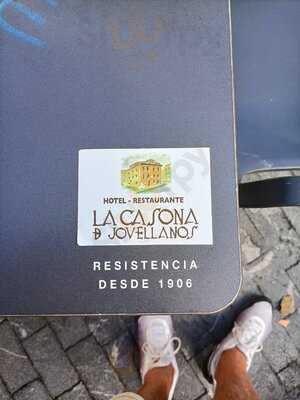 HOTEL - RESTAURANTE
LA CASONA
D JOVELLANOS
RESISTENCIA
DESDE 1906